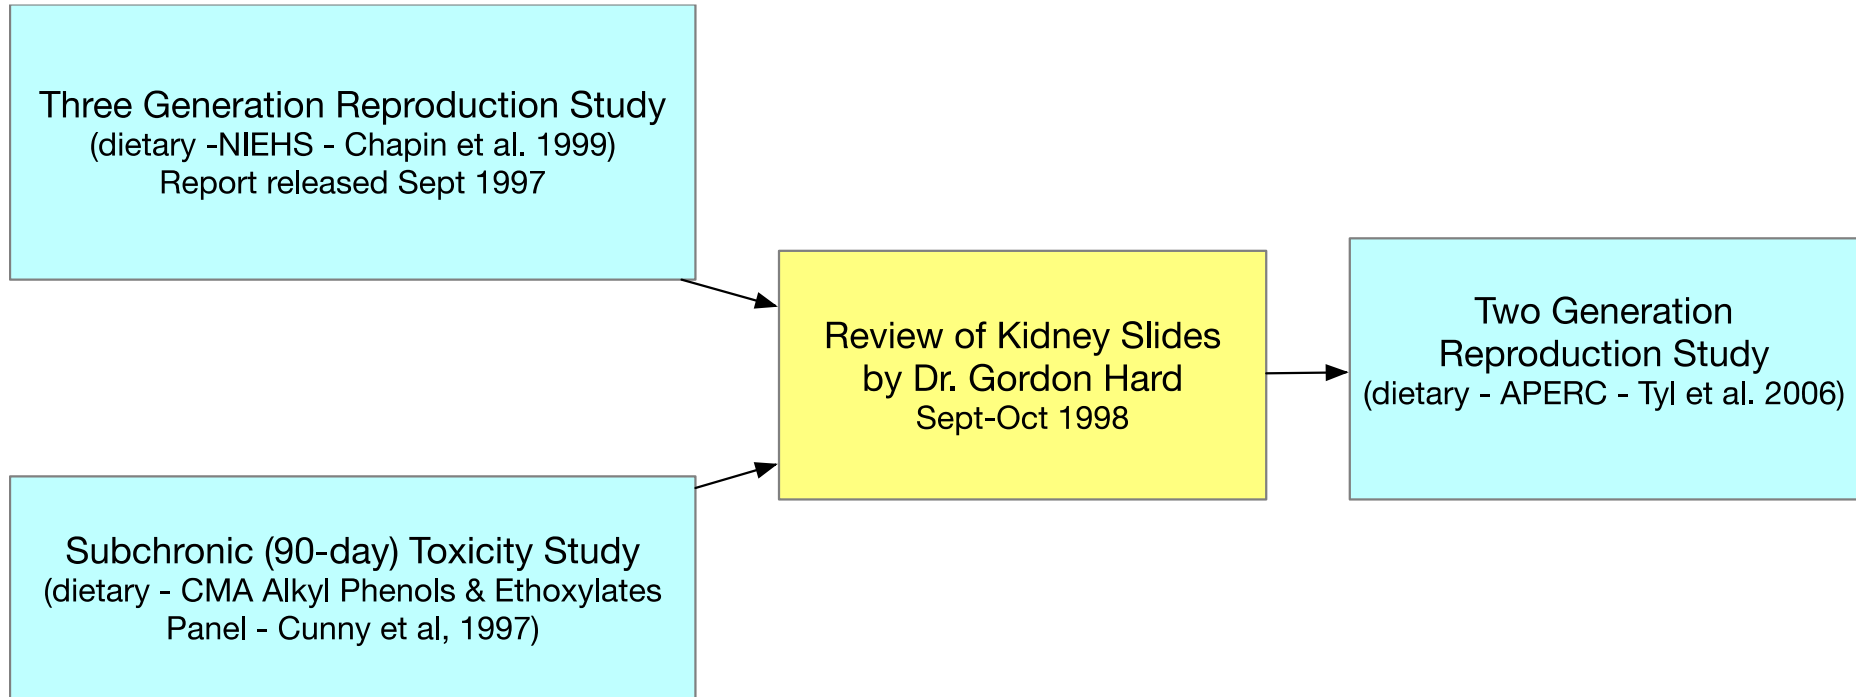 Three Generation Reproduction Study
(dietary -NIEHS - Chapin et al. 1999)
Report released Sept 1997
Subchronic (90-day) Toxicity Study
(dietary - CMA Alkyl Phenols & Ethoxylates
Panel - Cunny et al, 1997)
Review of Kidney Slides
by Dr. Gordon Hard
Sept-Oct 1998
Two Generation
Reproduction Study
(dietary - APERC - Tyl et al. 2006)